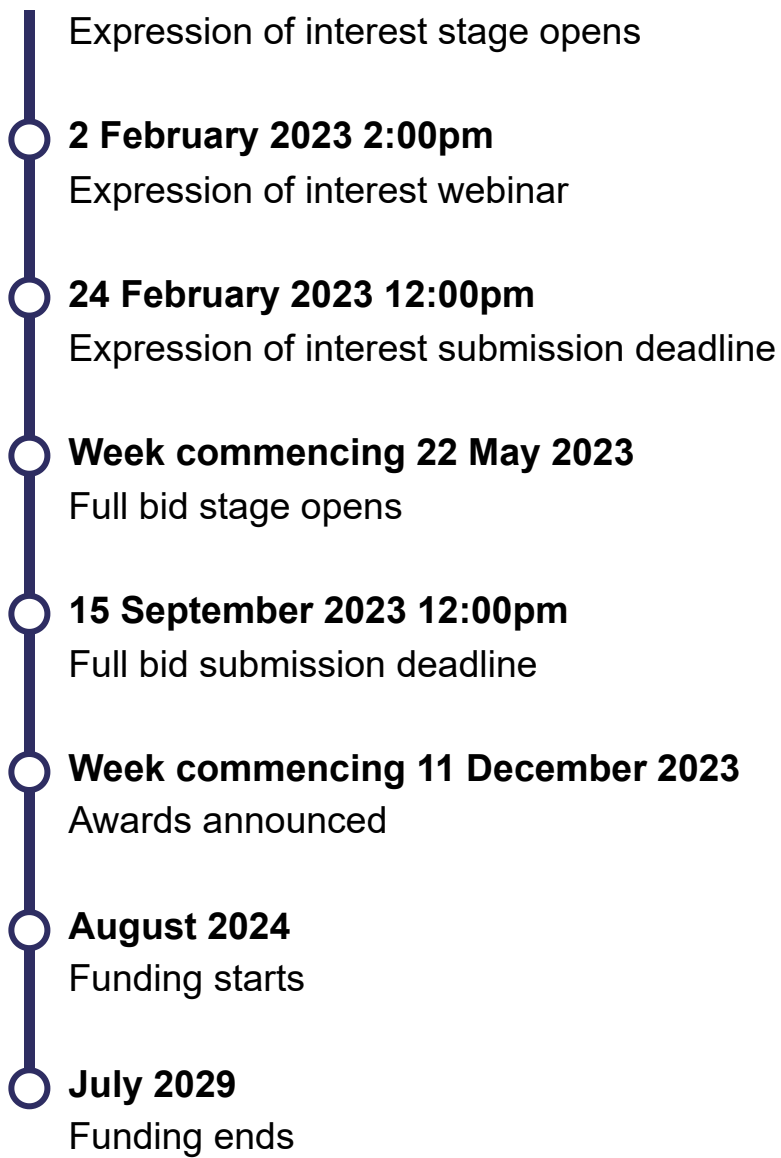 Expression of interest stage opens
2 February 2023 2:00pm
Expression of interest webinar
24 February 2023 12:00pm
Expression of interest submission deadline
Week commencing 22 May 2023
Full bid stage opens
15 September 2023 12:00pm
Full bid submission deadline
Week commencing 11 December 2023
Awards announced
August 2024
Funding starts
July 2029
Funding ends